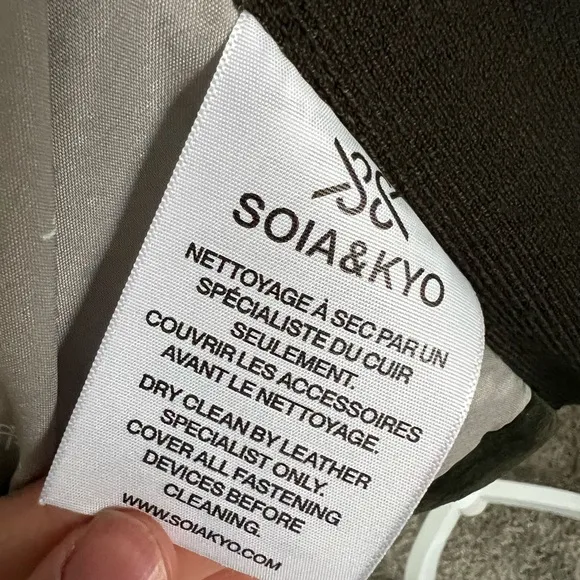 SOIA&KYO
NETTOYAGE À SEC PAR UN
SPÉCIALISTE DU CUIR
SEULEMENT.
COUVRIR LES ACCESSOIRES
AVANT LE NETTOYAGE.
DRY CLEAN BY LEATHER
SPECIALIST ONLY.
COVER ALL FASTENING
DEVICES BEFORE
CLEANING.
WWW.SOIAKYO.COM